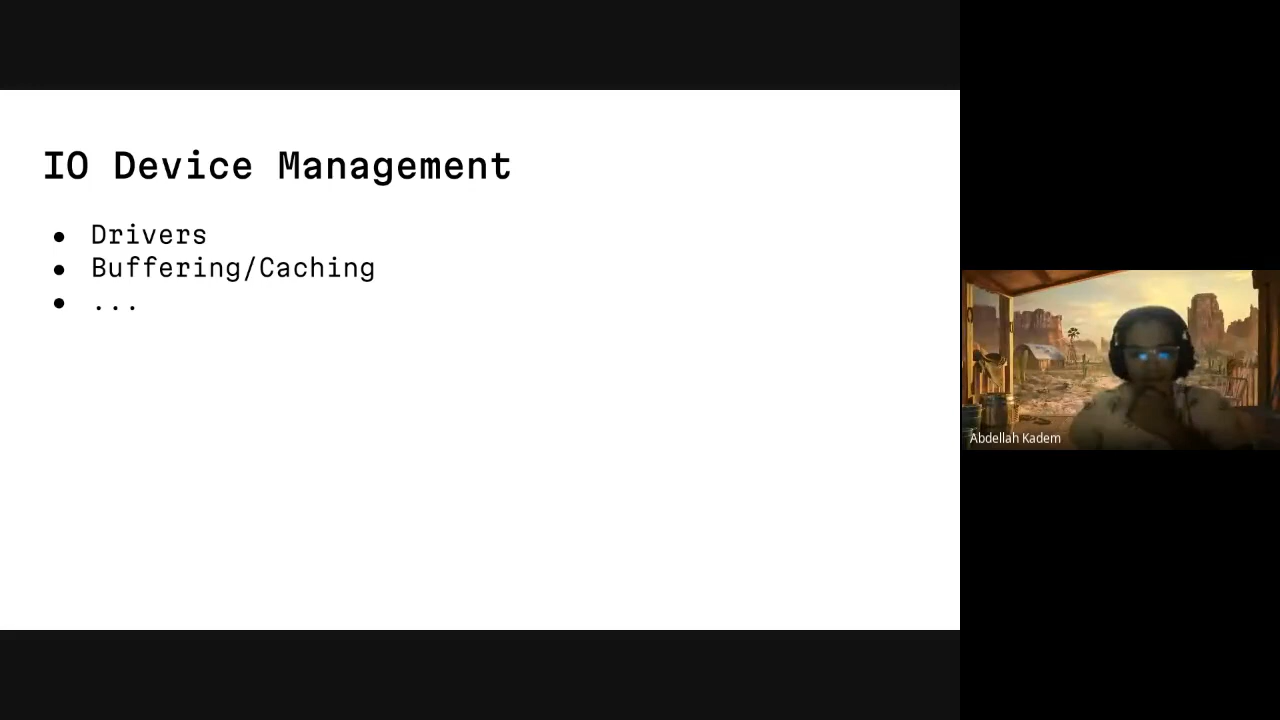 IO Device Management
● Drivers
● Buffering/Caching
● ...
Abdellah Kadem